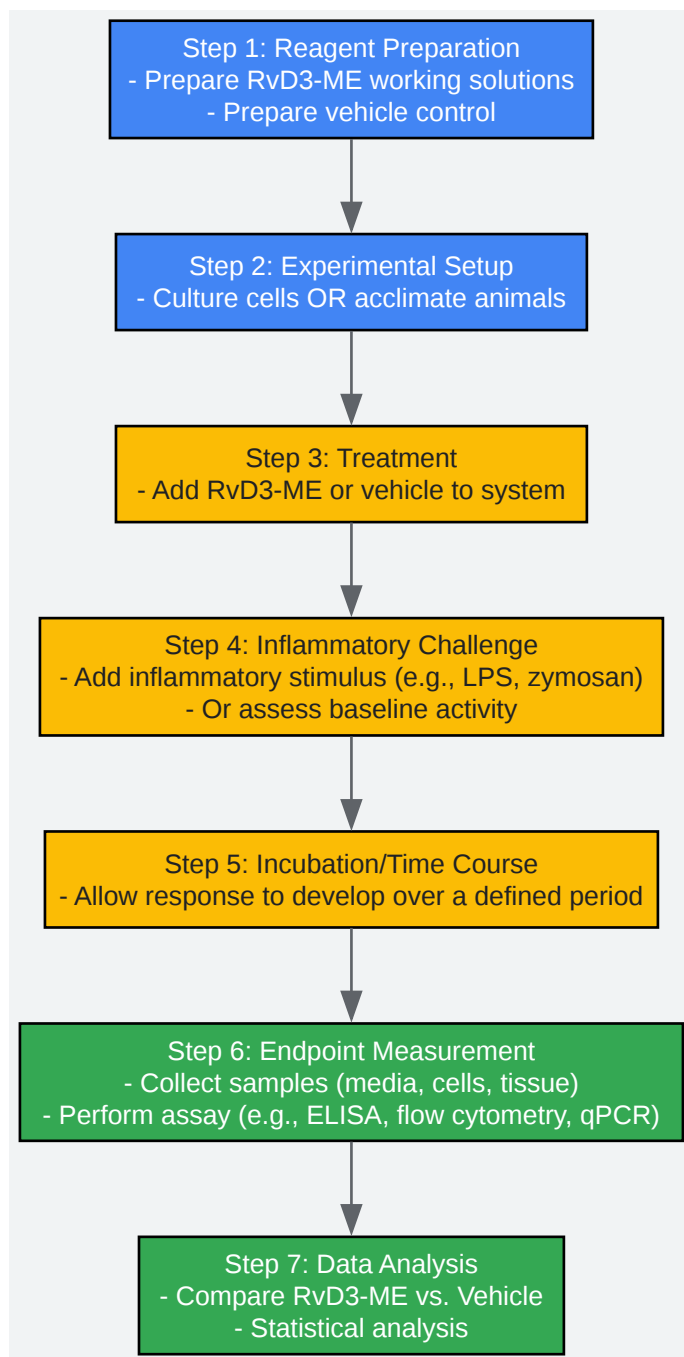 Step 1: Reagent Preparation
- Prepare RvD3-ME working solutions
- Prepare vehicle control
Step 2: Experimental Setup
- Culture cells OR acclimate animals
Step 3: Treatment
- Add RvD3-ME or vehicle to system
Step 4: Inflammatory Challenge
- Add inflammatory stimulus (e.g., LPS, zymosan)
- Or assess baseline activity
Step 5: Incubation/Time Course
- Allow response to develop over a defined period
Step 6: Endpoint Measurement
- Collect samples (media, cells, tissue)
- Perform assay (e.g., ELISA, flow cytometry, qPCR)
Step 7: Data Analysis
- Compare RvD3-ME vs. Vehicle
- Statistical analysis